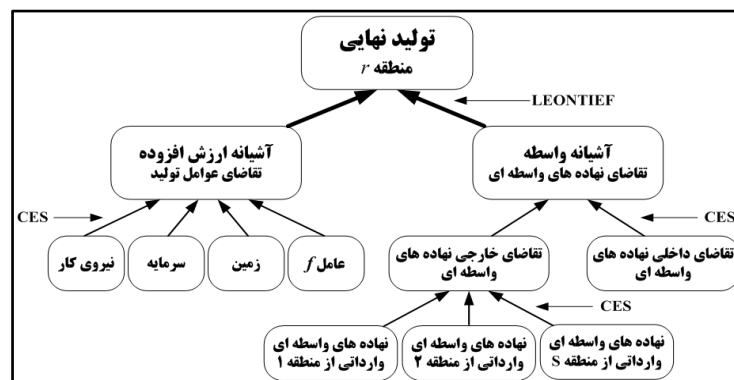 تولید نهایی
منطقه r
LEONTIEF
آشیانه ارزش افزوده
تقاضای عوامل تولید
آشیانه واسطه
تقاضای نهاده های واسطه ای
CES
CES
نیروی کار
سرمایه
زمین
عامل f
تقاضای خارجی نهاده های
واسطه ای
تقاضای داخلی نهاده های
واسطه ای
CES
نهاده های واسطه ای
وارداتی از منطقه ۱
نهاده های واسطه ای
وارداتی از منطقه ۲
نهاده های واسطه ای
وارداتی از منطقه S